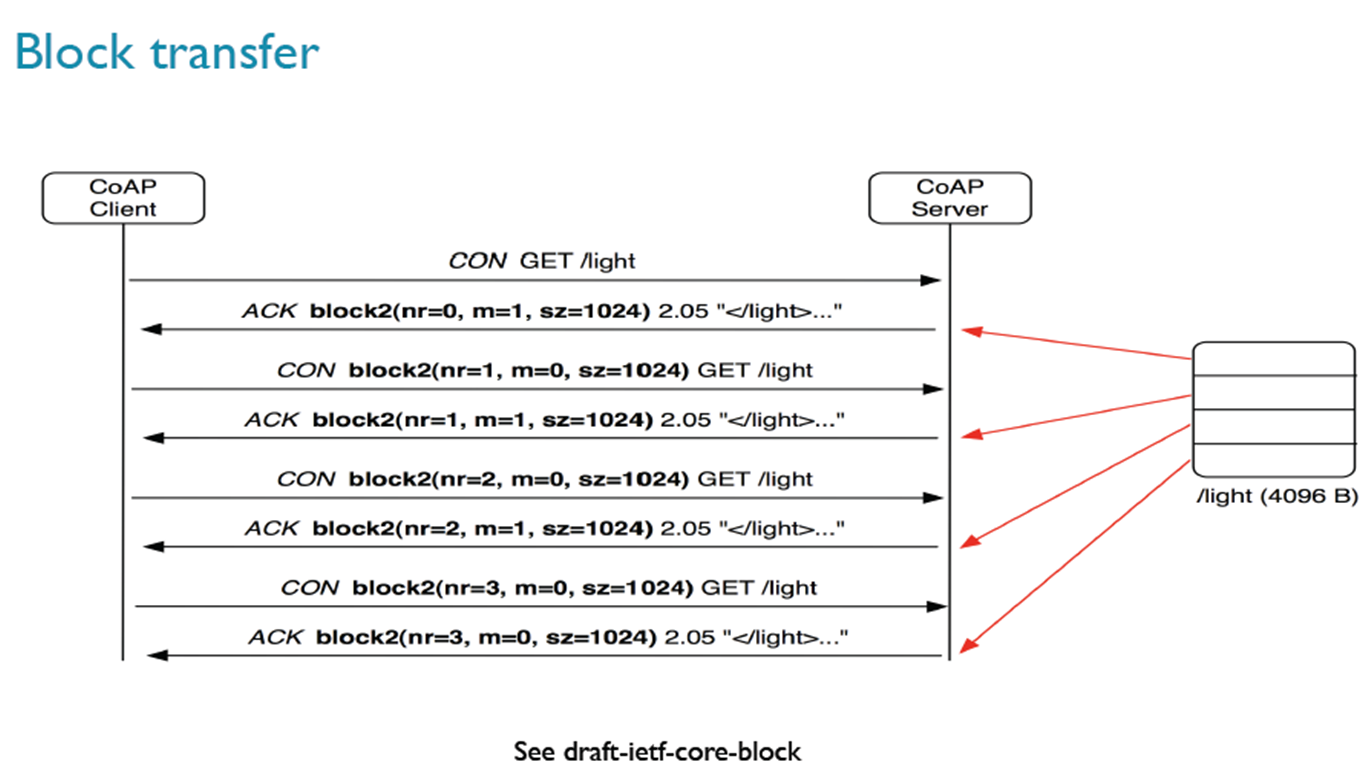 Block transfer
CoAP
Client
CoAP
Server
CON GET /light
ACK block2(nr=0, m=1, sz=1024) 2.05 "</light>..."
CON block2(nr=1, m=0, sz=1024) GET /light
ACK block2(nr=1, m=1, sz=1024) 2.05 "</light>..."
CON block2(nr=2, m=0, sz=1024) GET /light
ACK block2(nr=2, m=1, sz=1024) 2.05 "</light>..."
CON block2(nr=3, m=0, sz=1024) GET /light
ACK block2(nr=3, m=0, sz=1024) 2.05 "</light>..."
/light (4096 B)
See draft-ietf-core-block